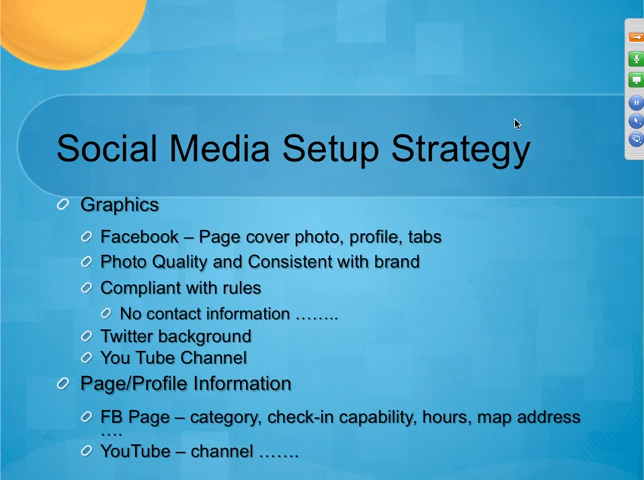 Social Media Setup Strategy
Graphics
Facebook – Page cover photo, profile, tabs
Photo Quality and Consistent with brand
Compliant with rules
No contact information ........
Twitter background
You Tube Channel
Page/Profile Information
FB Page – category, check-in capability, hours, map address
....
YouTube – channel .......